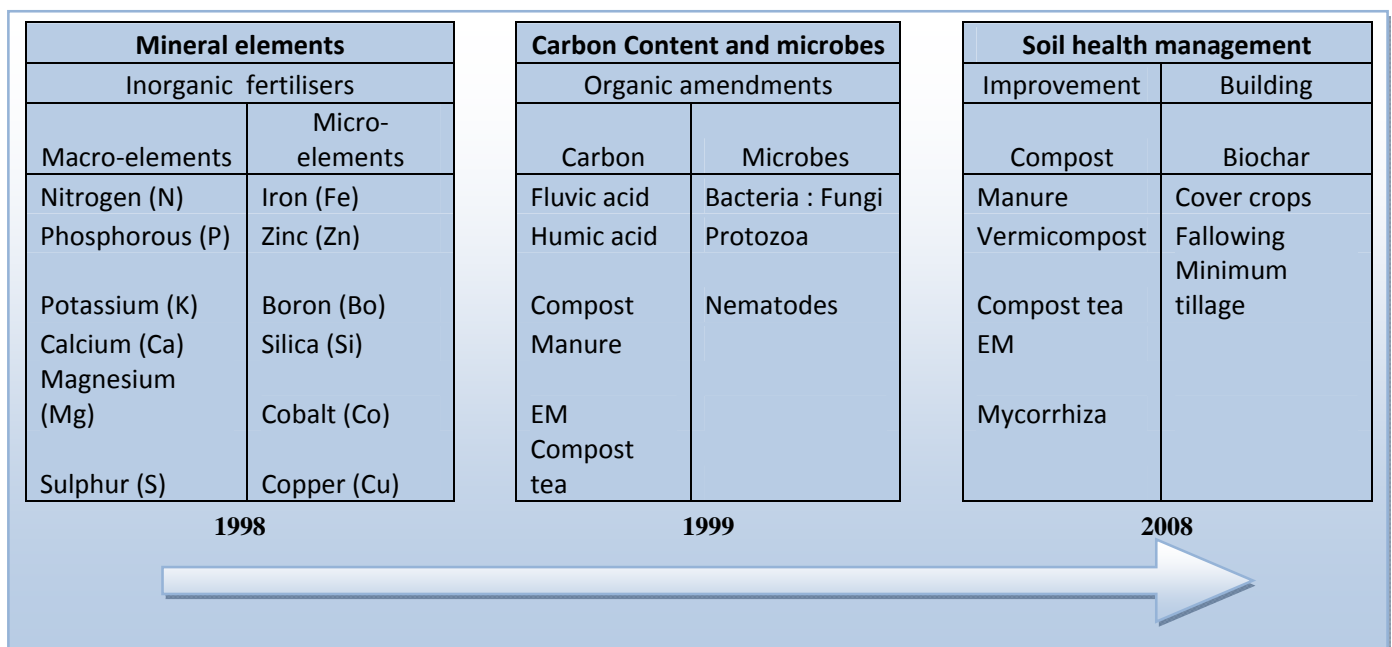 Mineral elements
Inorganic fertilisers
Macro-elements
Micro-
elements
Nitrogen (N)
Iron (Fe)
Phosphorous (P)
Zinc (Zn)
Potassium (K)
Boron (Bo)
Calcium (Ca)
Silica (Si)
Magnesium
(Mg)
Cobalt (Co)
Sulphur (S)
Copper (Cu)
1998
Carbon Content and microbes
Organic amendments
Carbon
Microbes
Fluvic acid
Bacteria : Fungi
Humic acid
Protozoa
Compost
Nematodes
Manure
EM
Compost
tea
1999
Soil health management
Improvement
Building
Compost
Biochar
Manure
Cover crops
Vermicompost
Fallowing
Compost tea
Minimum
tillage
EM
Mycorrhiza
2008